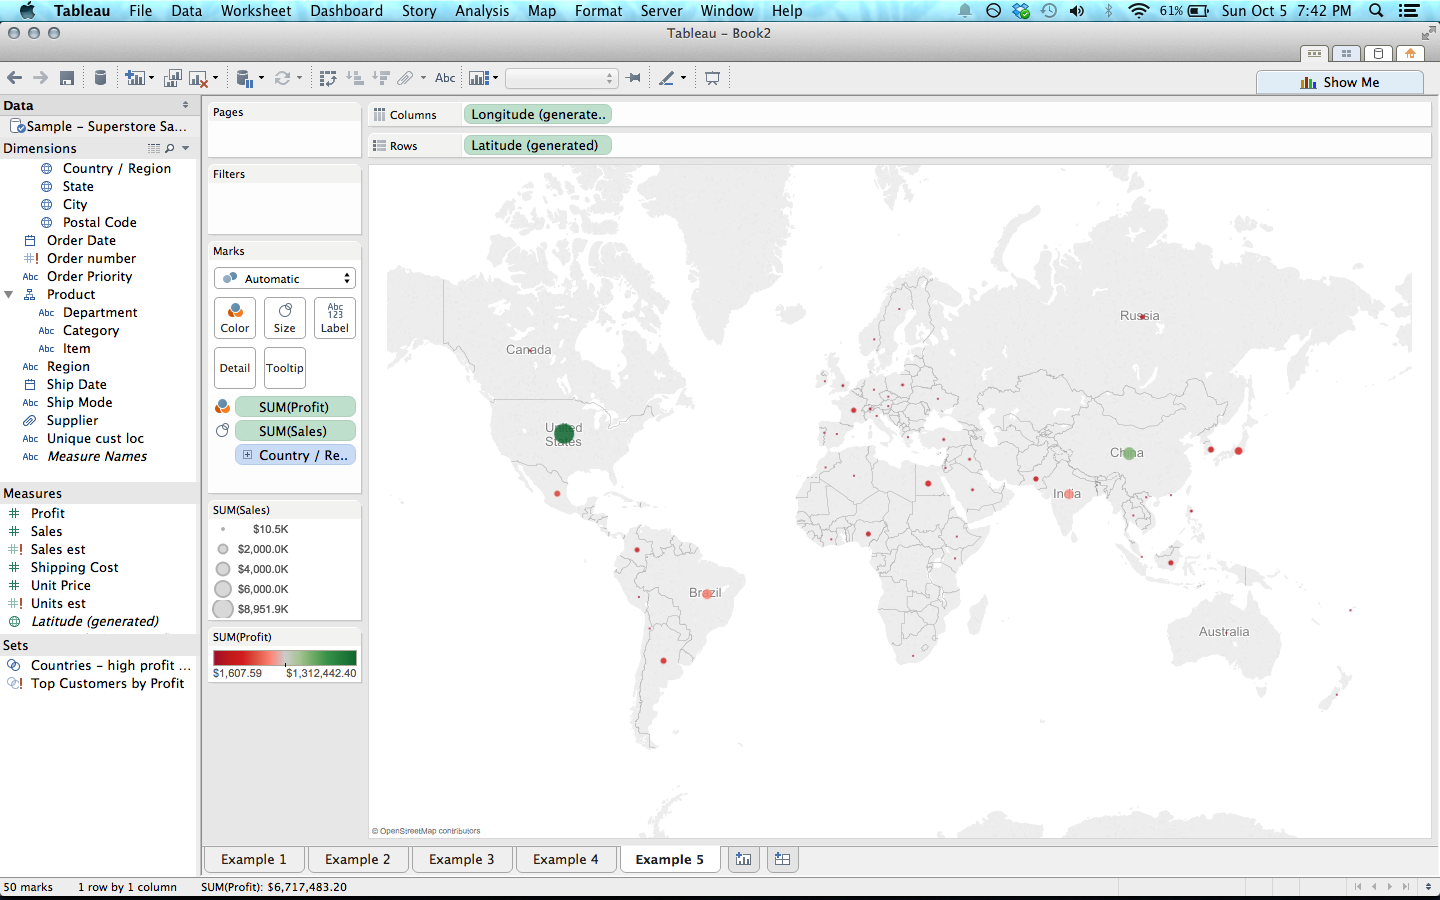 Tableau File Data Worksheet Dashboard Story Analysis Map Format Server Window Help 61% Sun Oct 5 7:42 PM
Tableau - Book2
Abc
Show Me
Data
Sample - Superstore Sa...
Dimensions
Country / Region
State
City
Postal Code
Order Date
Order number
Abc Order Priority
Product
Abc Department
Abc Category
Abc Item
Abc Region
Ship Date
Abc Ship Mode
Supplier
Abc Unique cust loc
Abc Measure Names
Measures
# Profit
# Sales
#! Sales est
# Shipping Cost
# Unit Price
#! Units est
Latitude (generated)
Sets
Countries - high profit ...
Top Customers by Profit
Pages
Filters
Marks
Automatic
Color
Size
Abc
123
Label
Detail
Tooltip
SUM(Profit)
SUM(Sales)
Country / Re..
SUM(Sales)
$10.5K
$2,000.0K
$4,000.0K
$6,000.0K
$8,951.9K
SUM(Profit)
$1,607.59 $1,312,442.40
Columns Longitude (generate..
Rows Latitude (generated)
Canada
United
States
Brazil
Russia
China
India
Australia
© OpenStreetMap contributors
Example 1 Example 2 Example 3 Example 4 Example 5
50 marks 1 row by 1 column SUM(Profit): $6,717,483.20